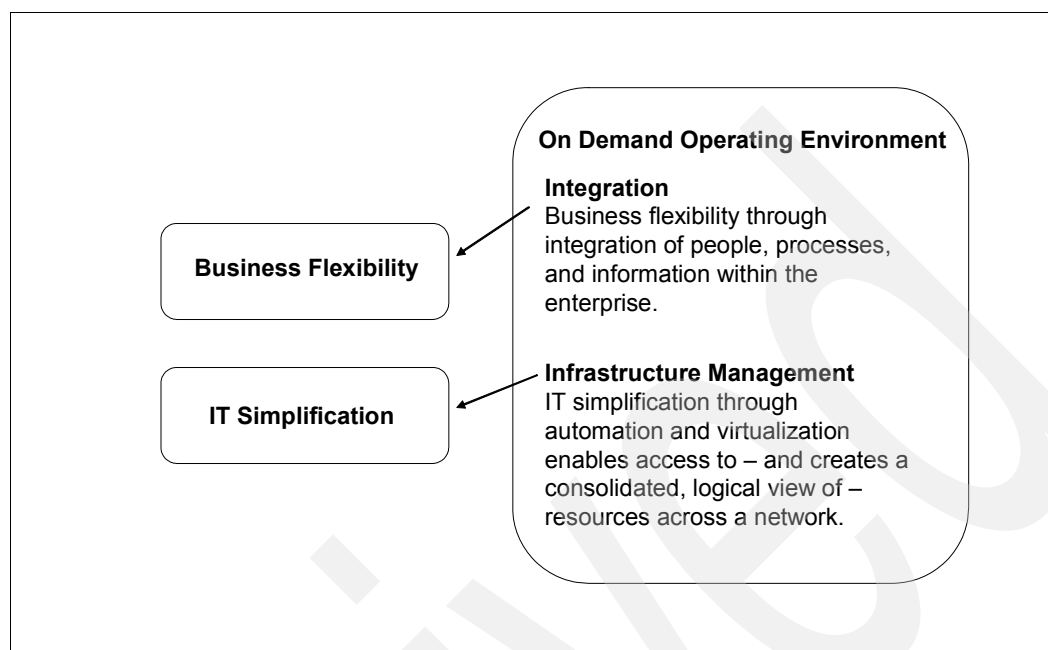 On Demand Operating Environment
Integration
Business flexibility through
integration of people, processes,
and information within the
enterprise.
Business Flexibility
Infrastructure Management
IT simplification through
automation and virtualization
enables access to – and creates a
consolidated, logical view of –
resources across a network.
IT Simplification